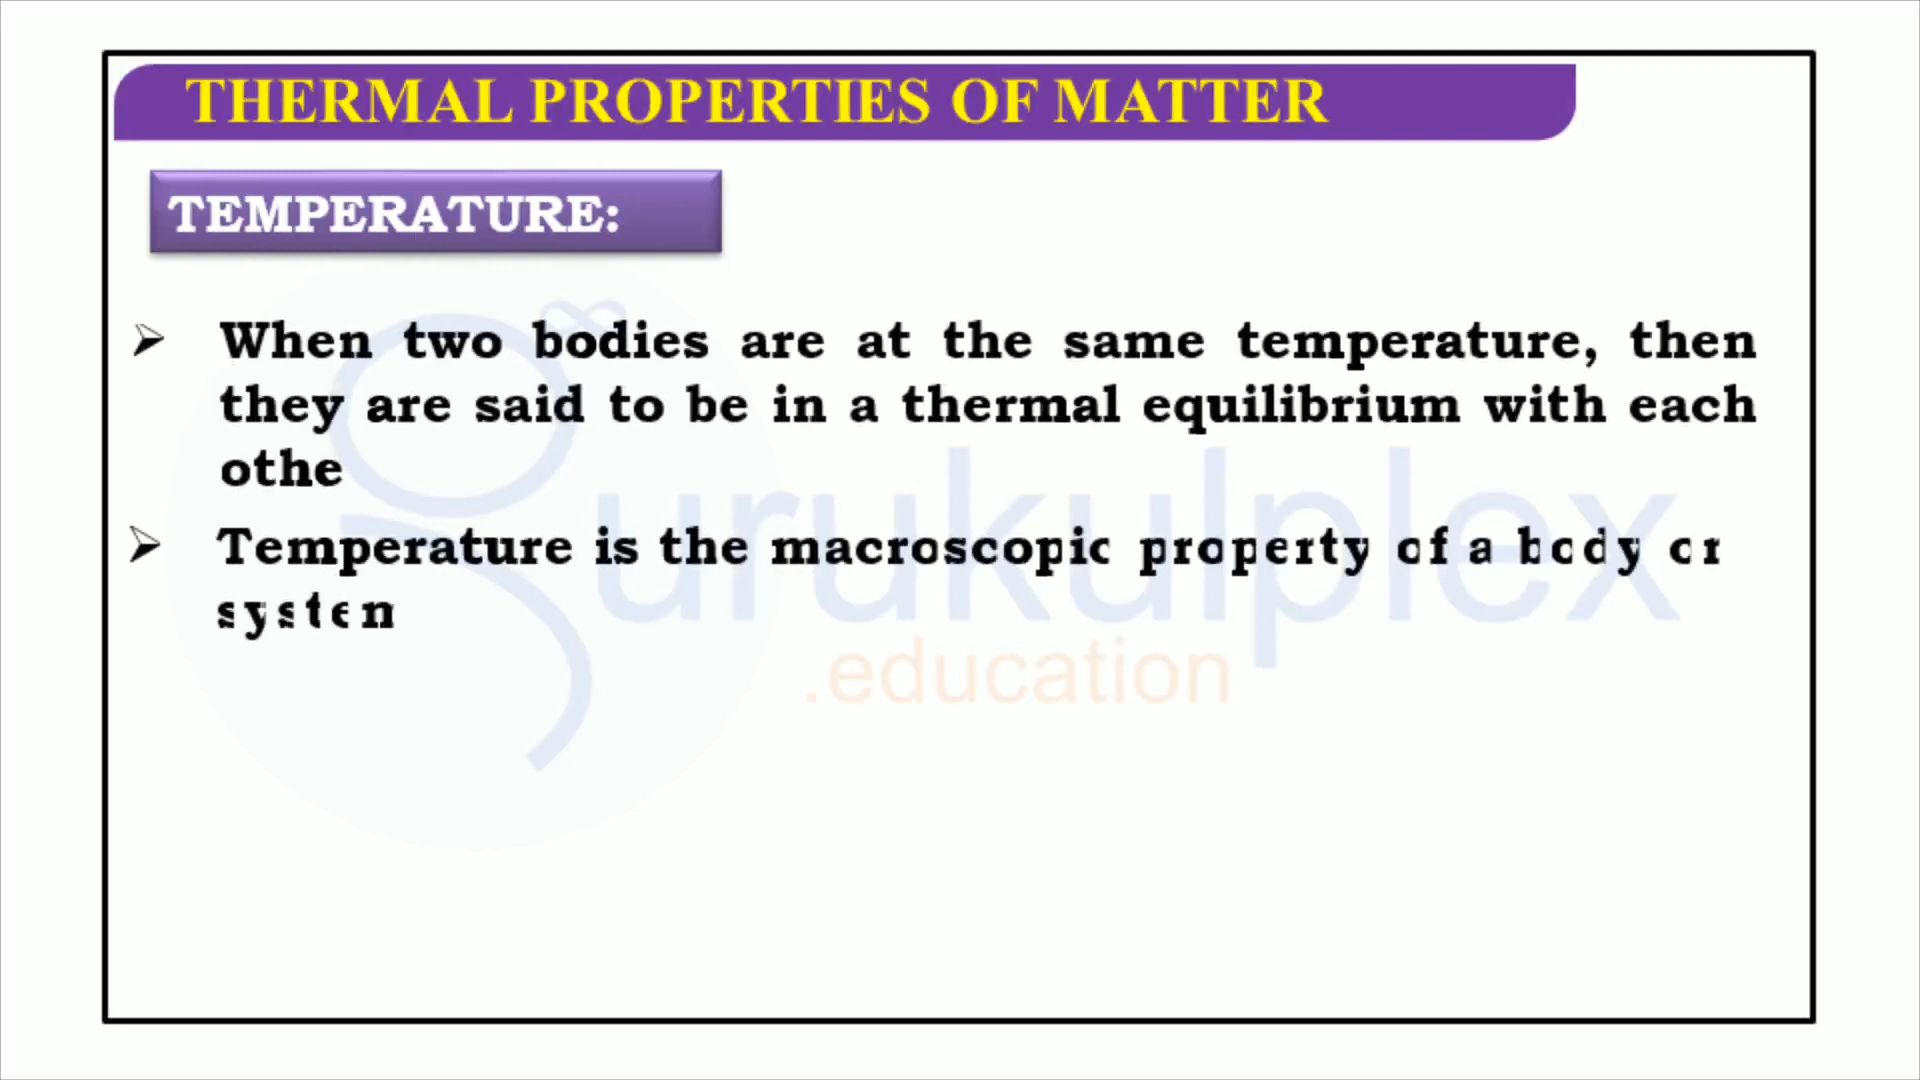 THERMAL PROPERTIES OF MATTER
TEMPERATURE:
When two bodies are at the same temperature, then
they are said to be in a thermal equilibrium with each
othe
Temperature is the macroscopic property of a body or
system
urukulplex
.education